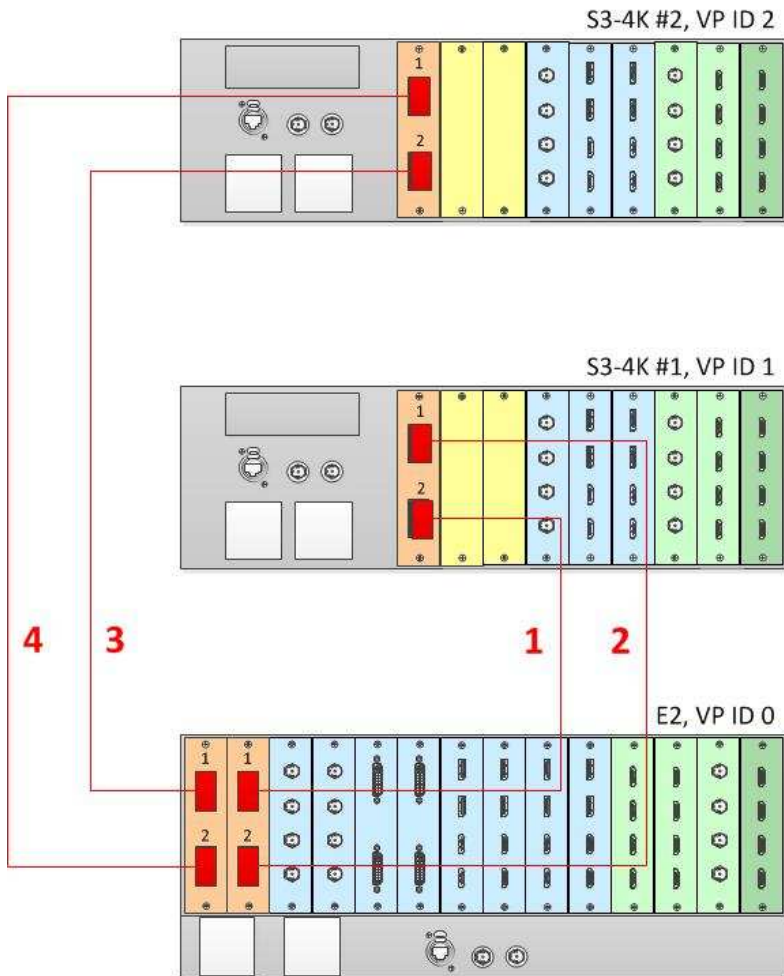 S3-4K #2, VP ID 2
1
2
S3-4K #1, VP ID 1
1
2
4 3 1 2
E2, VP ID 0
1 1
2 2